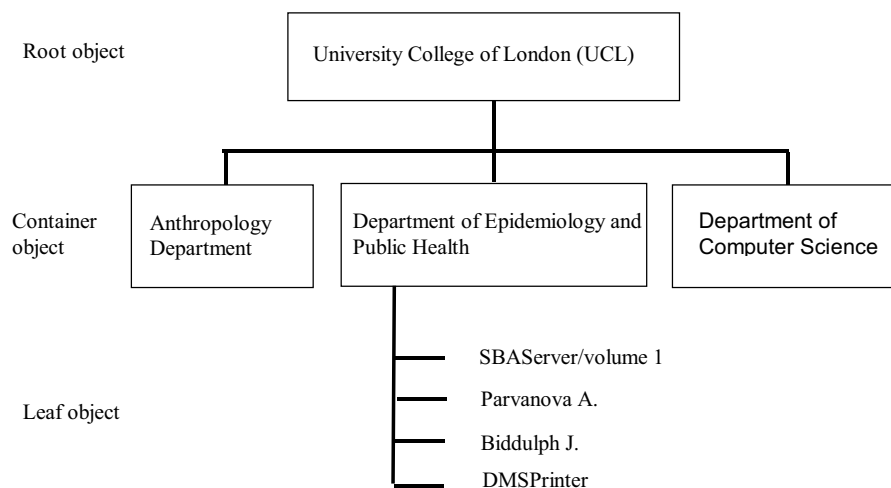 Root object
University College of London (UCL)
Container
object
Anthropology
Department
Department of Epidemiology and
Public Health
Department of
Computer Science
Leaf object
SBAServer/volume 1
Parvanova A.
Biddulph J.
DMSPrinter